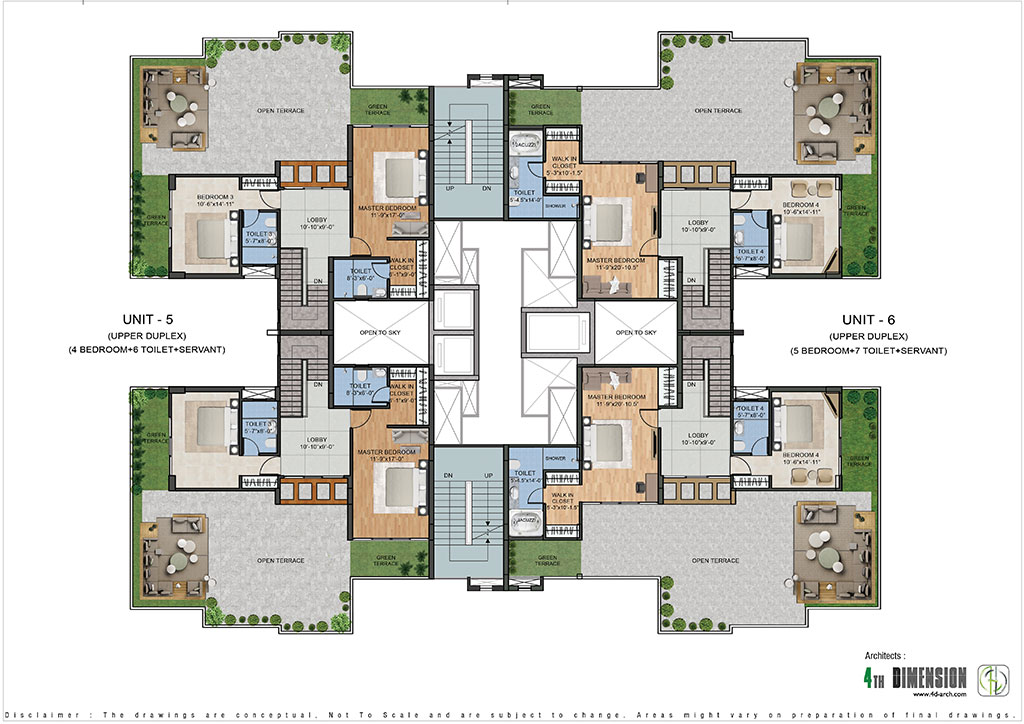 OPEN TERRACE
GREEN
TERRACE
GREEN
TERRACE
OPEN TERRACE
JACUZZI
WALK IN
CLOSET
5'-3"x10'-1.5"
TOILET
5'-4.5"x14'-0"
SHOWER
UP
DN
BEDROOM 3
10'-6"x14'-11"
MASTER BEDROOM
11'-9"x17'-0"
BEDROOM 4
10'-6"x14'-11"
GREEN
TERRACE
LOBBY
10'-10"x9'-0"
LOBBY
10'-10"x9'-0"
GREEN
TERRACE
TOILET 3
5'-7"x8'-0"
TOILET 4
6'-7"x8'-0"
WALK IN
CLOSET
6'-1"x9'-0"
MASTER BEDROOM
11'-9"x20'-10.5"
TOILET
8'-3"x6'-0"
DN
DN
UNIT - 5
(UPPER DUPLEX)
(4 BEDROOM+6 TOILET+SERVANT)
OPEN TO SKY
OPEN TO SKY
UNIT - 6
(UPPER DUPLEX)
(5 BEDROOM+7 TOILET+SERVANT)
DN
TOILET
8'-3"x6'-0"
WALK IN
CLOSET
6'-1"x9'-0"
DN
MASTER BEDROOM
11'-9"x20'-10.5"
TOILET 3
5'-7"x8'-0"
TOILET 4
5'-7"x8'-0"
GREEN
TERRACE
LOBBY
10'-10"x9'-0"
LOBBY
10'-10"x9'-0"
MASTER BEDROOM
11'-9"x17'-0"
BEDROOM 4
10'-6"x14'-11"
GREEN
TERRACE
DN
UP
SHOWER
TOILET
5'-4.5"x14'-0"
WALK IN
CLOSET
5'-3"x10'-1.5"
JACUZZI
OPEN TERRACE
GREEN
TERRACE
GREEN
TERRACE
OPEN TERRACE
Architects :
4TH DIMENSION
www.4d-arch.com
Disclaimer : The drawings are conceptual, Not To Scale and are subject to change. Areas might vary on preparation of final drawings.